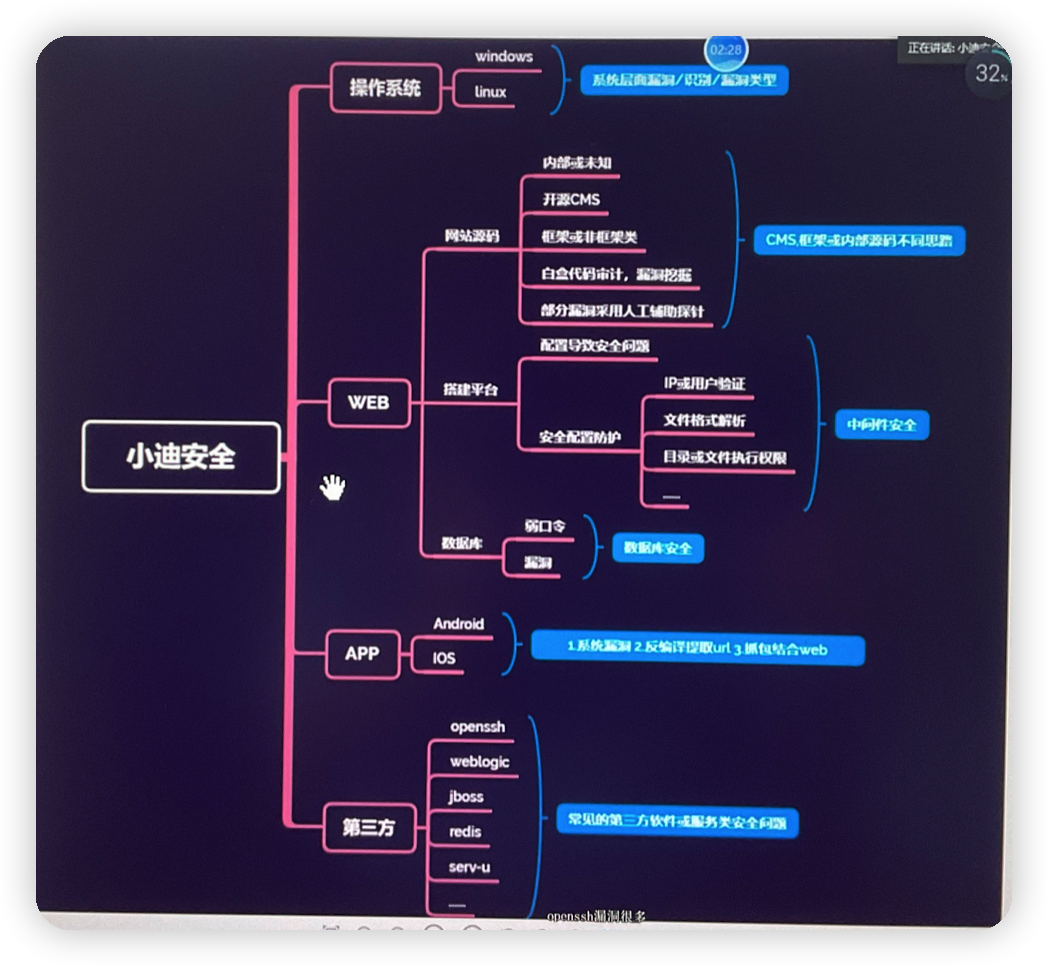 02:28
正在讲话: 小迪安全
32%
windows
操作系统
linux
系统层面漏洞/识别/漏洞类型
内部或未知
开源CMS
网站源码
框架或非框架类
CMS,框架或内部源码不同思路
白盒代码审计，漏洞挖掘
部分漏洞采用人工辅助探针
配置导致安全问题
WEB
搭建平台
IP或用户验证
文件格式解析
中间件安全
安全配置防护
目录或文件执行权限
......
小迪安全
弱口令
数据库
数据库安全
漏洞
Android
APP
IOS
1.系统漏洞 2.反编译提取url 3.抓包结合web
openssh
weblogic
jboss
第三方
redis
常见的第三方软件或服务类安全问题
serv-u
......
openssh漏洞很多